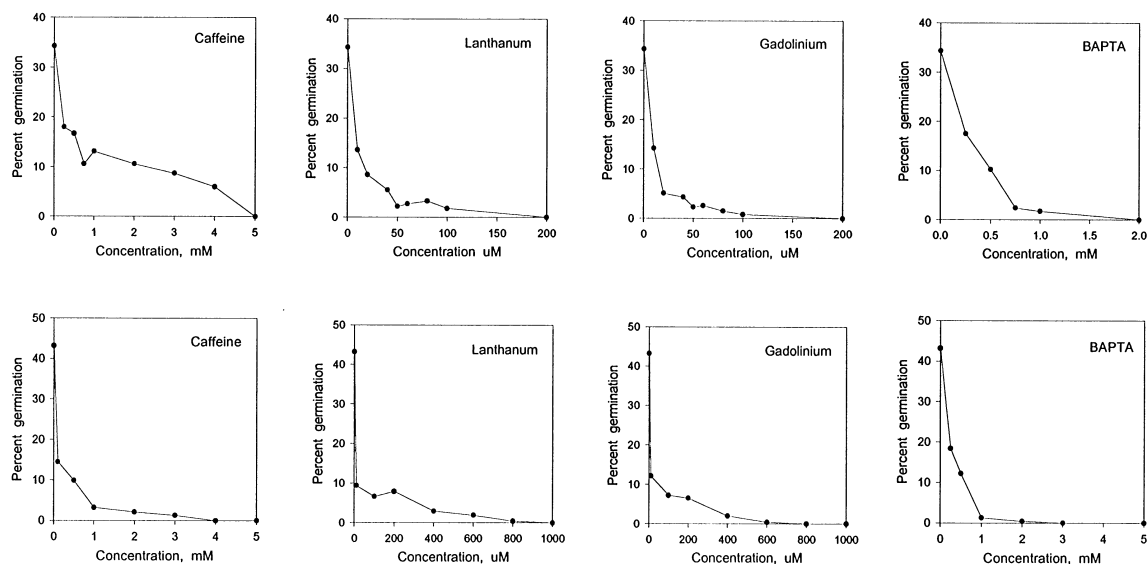 40
30
20
10
0
Percent germination
Caffeine
0 1 2 3 4 5
Concentration, mM
40
30
20
10
0
Percent germination
Lanthanum
0 50 100 150 200
Concentration uM
40
30
20
10
0
Percent germination
Gadolinium
0 50 100 150 200
Concentration, uM
40
30
20
10
0
Percent germination
BAPTA
0.0 0.5 1.0 2.0
Concentration, mM
50
40
30
20
10
0
Percent germination
Caffeine
0 1 2 3 4 5
Concentration, mM
50
40
30
20
10
0
Percent germination
Lanthanum
0 200 400 600 800 1000
Concentration, uM
50
40
30
20
10
0
Percent germination
Gadolinium
0 200 400 600 800 1000
Concentration, uM
50
40
30
20
10
0
Percent germination
BAPTA
0 1 2 3 4 5
Concentration, mM